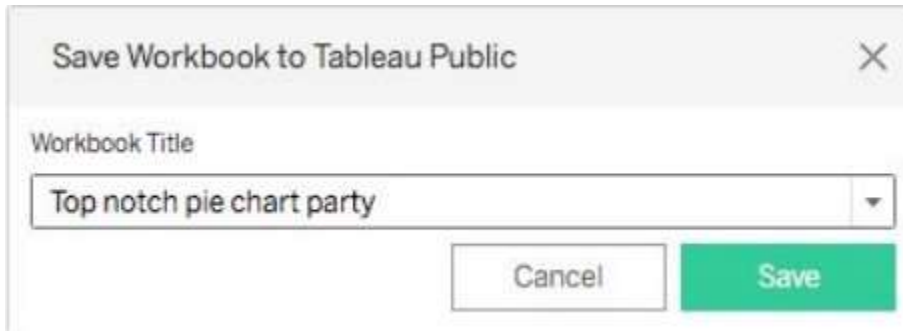 Save Workbook to Tableau Public
Workbook Title
Top notch pie chart party
Cancel Save